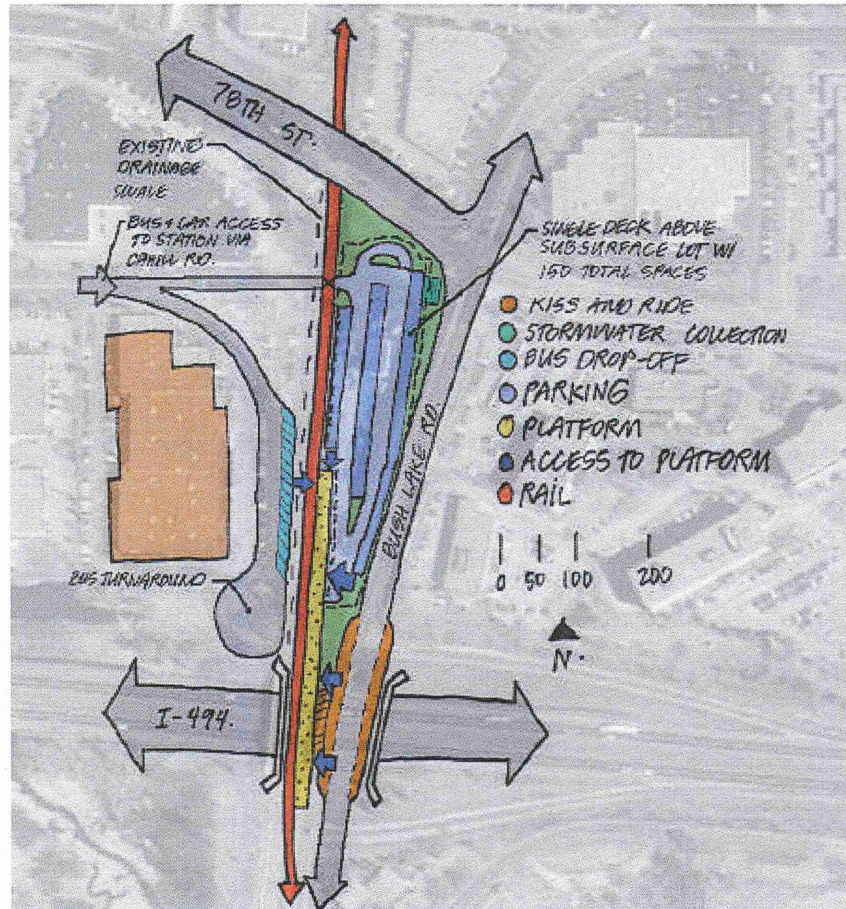 78TH ST.
EXISTING
DRAINAGE
SWALE
BUS & CAR ACCESS
TO STATION VIA
CAHILL RD.
SINGLE DECK ABOVE
SUBSURFACE LOT W/
150 TOTAL SPACES
KISS AND RIDE
STORMWATER COLLECTION
BUS DROP-OFF
PARKING
PLATFORM
ACCESS TO PLATFORM
RAIL
BUSH LAKE RD.
0 50 100 200
BUS TURNAROUND
N.
I-494.